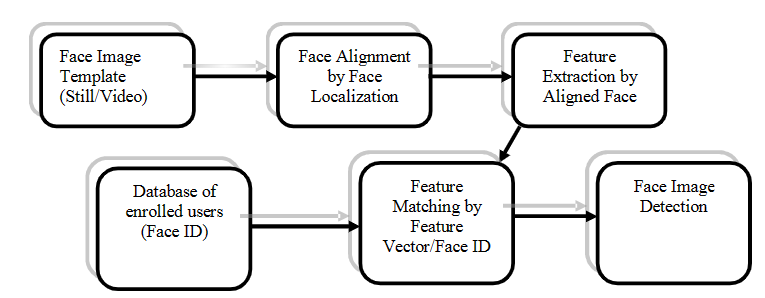 Face Image
Template
(Still/Video)
Face Alignment
by Face
Localization
Feature
Extraction by
Aligned Face
Database of
enrolled users
(Face ID)
Feature
Matching by
Feature
Vector/Face ID
Face Image
Detection